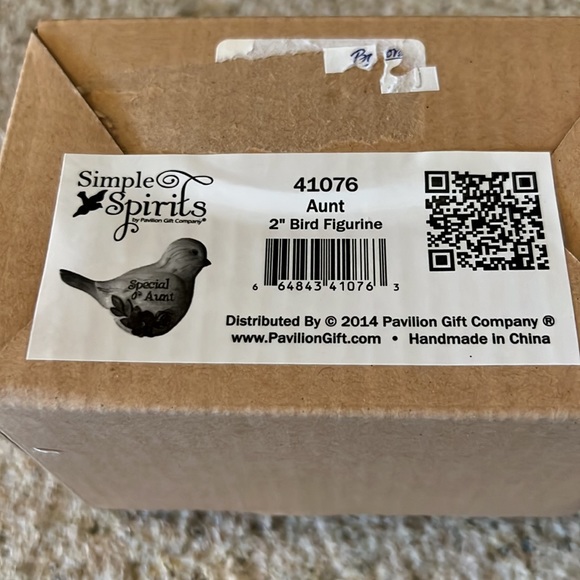 Simple
Spirits
by Pavilion Gift Company®
Special
Aunt
41076
Aunt
2" Bird Figurine
6 64843 41076 3
Distributed By © 2014 Pavilion Gift Company ®
www.PavilionGift.com • Handmade in China